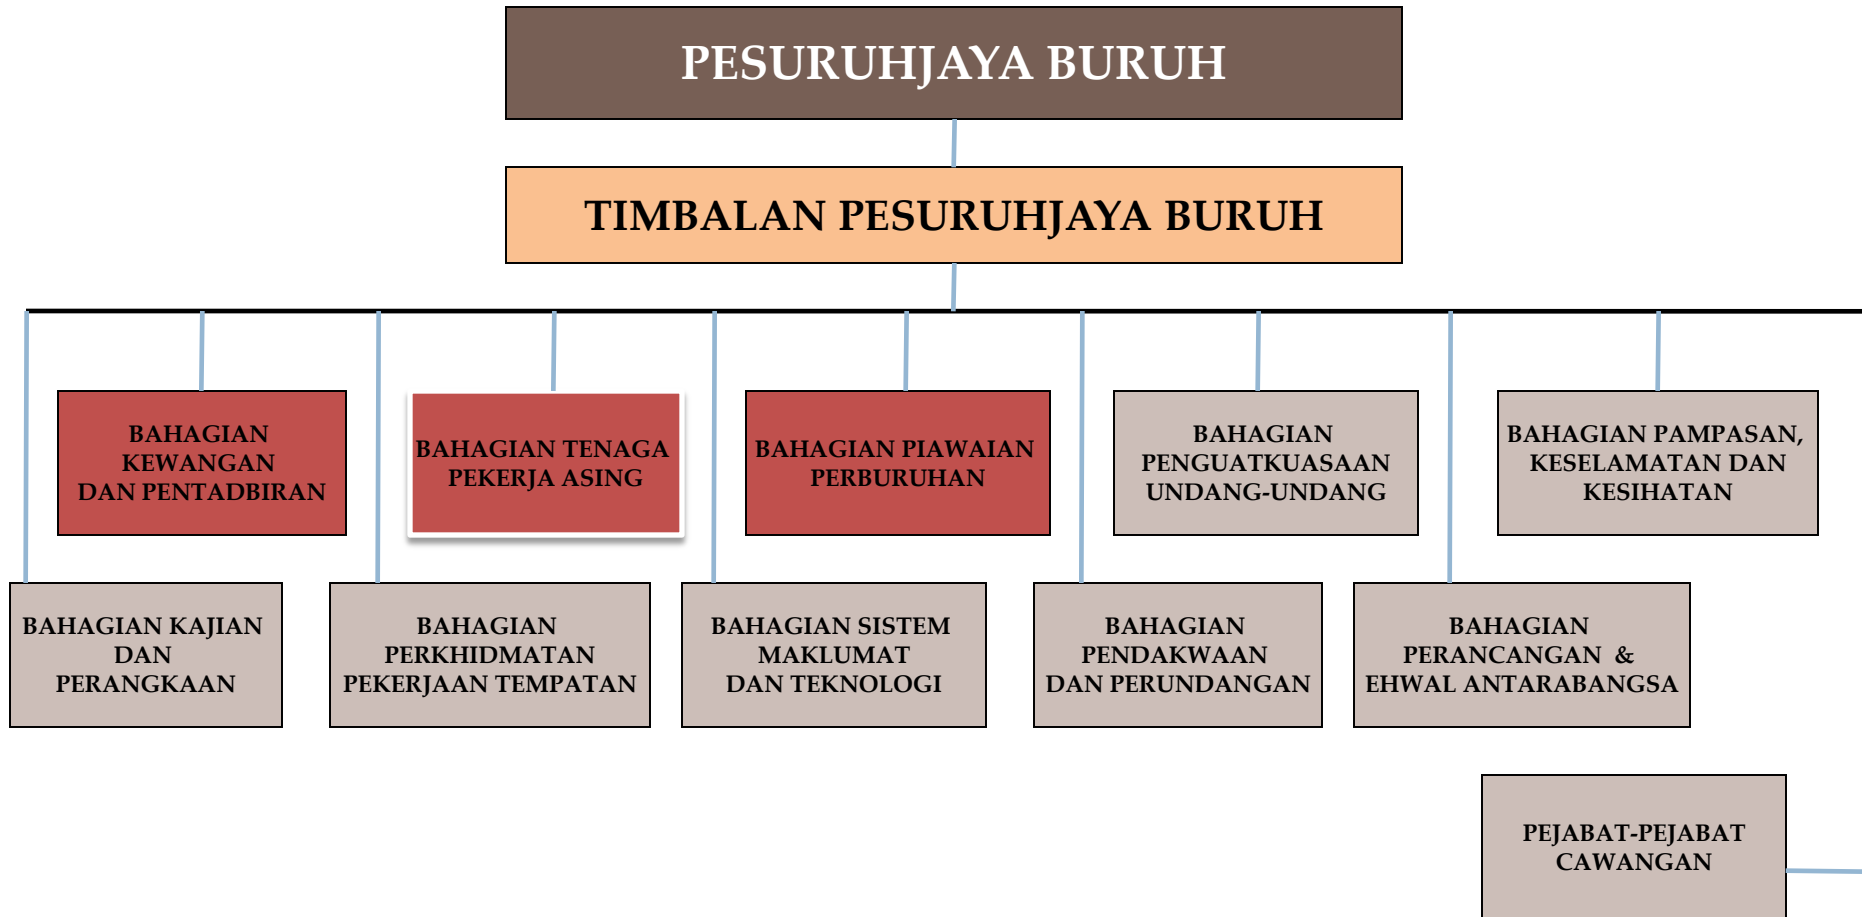 PESURUHJAYA BURUH
TIMBALAN PESURUHJAYA BURUH
BAHAGIAN
KEWANGAN
DAN PENTADBIRAN
BAHAGIAN TENAGA
PEKERJA ASING
BAHAGIAN PIAWAIAN
PERBURUHAN
BAHAGIAN
PENGUATKUASAAN
UNDANG-UNDANG
BAHAGIAN PAMPASAN,
KESELAMATAN DAN
KESIHATAN
BAHAGIAN KAJIAN
DAN
PERANGKAAN
BAHAGIAN
PERKHIDMATAN
PEKERJAAN TEMPATAN
BAHAGIAN SISTEM
MAKLUMAT
DAN TEKNOLOGI
BAHAGIAN
PENDAKWAAN
DAN PERUNDANGAN
BAHAGIAN
PERANCANGAN &
EHWAL ANTARABANGSA
PEJABAT-PEJABAT
CAWANGAN